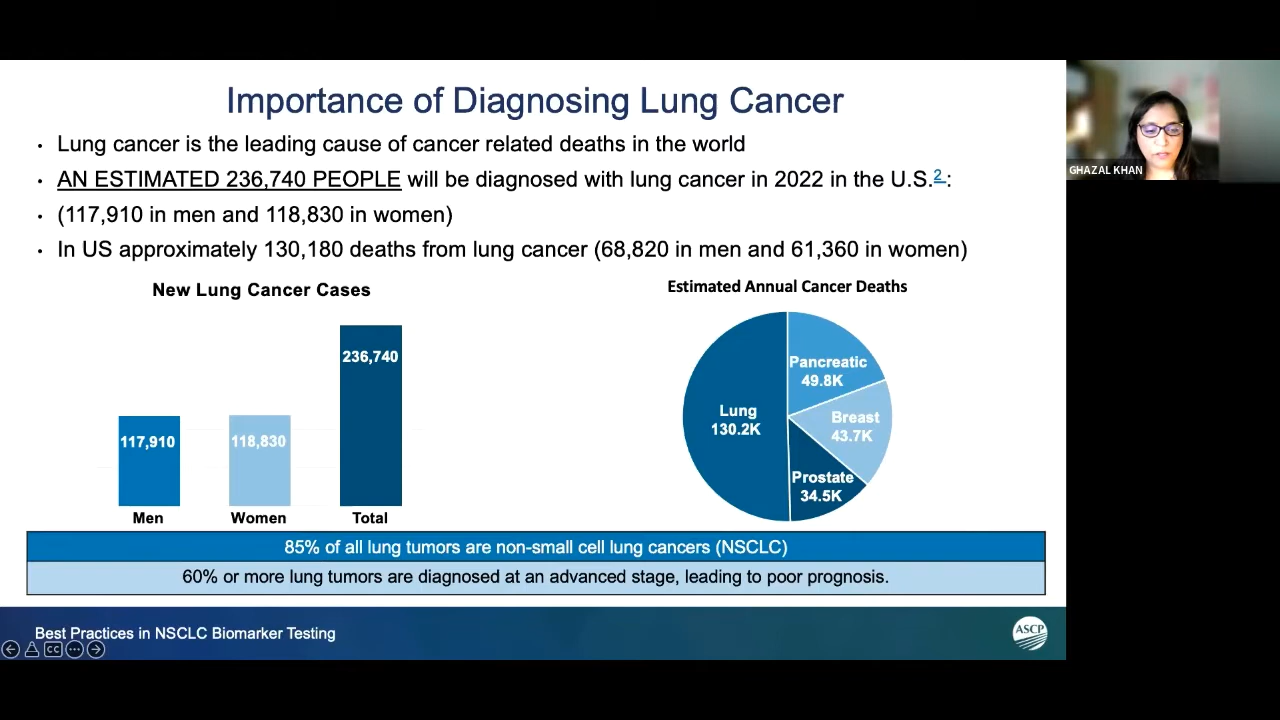 Importance of Diagnosing Lung Cancer
• Lung cancer is the leading cause of cancer related deaths in the world
• AN ESTIMATED 236,740 PEOPLE will be diagnosed with lung cancer in 2022 in the U.S.2 :
• (117,910 in men and 118,830 in women)
• In US approximately 130,180 deaths from lung cancer (68,820 in men and 61,360 in women)
New Lung Cancer Cases
236,740
117,910
118,830
Men
Women
Total
Estimated Annual Cancer Deaths
Pancreatic
49.8K
Lung
130.2K
Breast
43.7K
Prostate
34.5K
85% of all lung tumors are non-small cell lung cancers (NSCLC)
60% or more lung tumors are diagnosed at an advanced stage, leading to poor prognosis.
Best Practices in NSCLC Biomarker Testing
CC
ASCP
GHAZAL KHAN